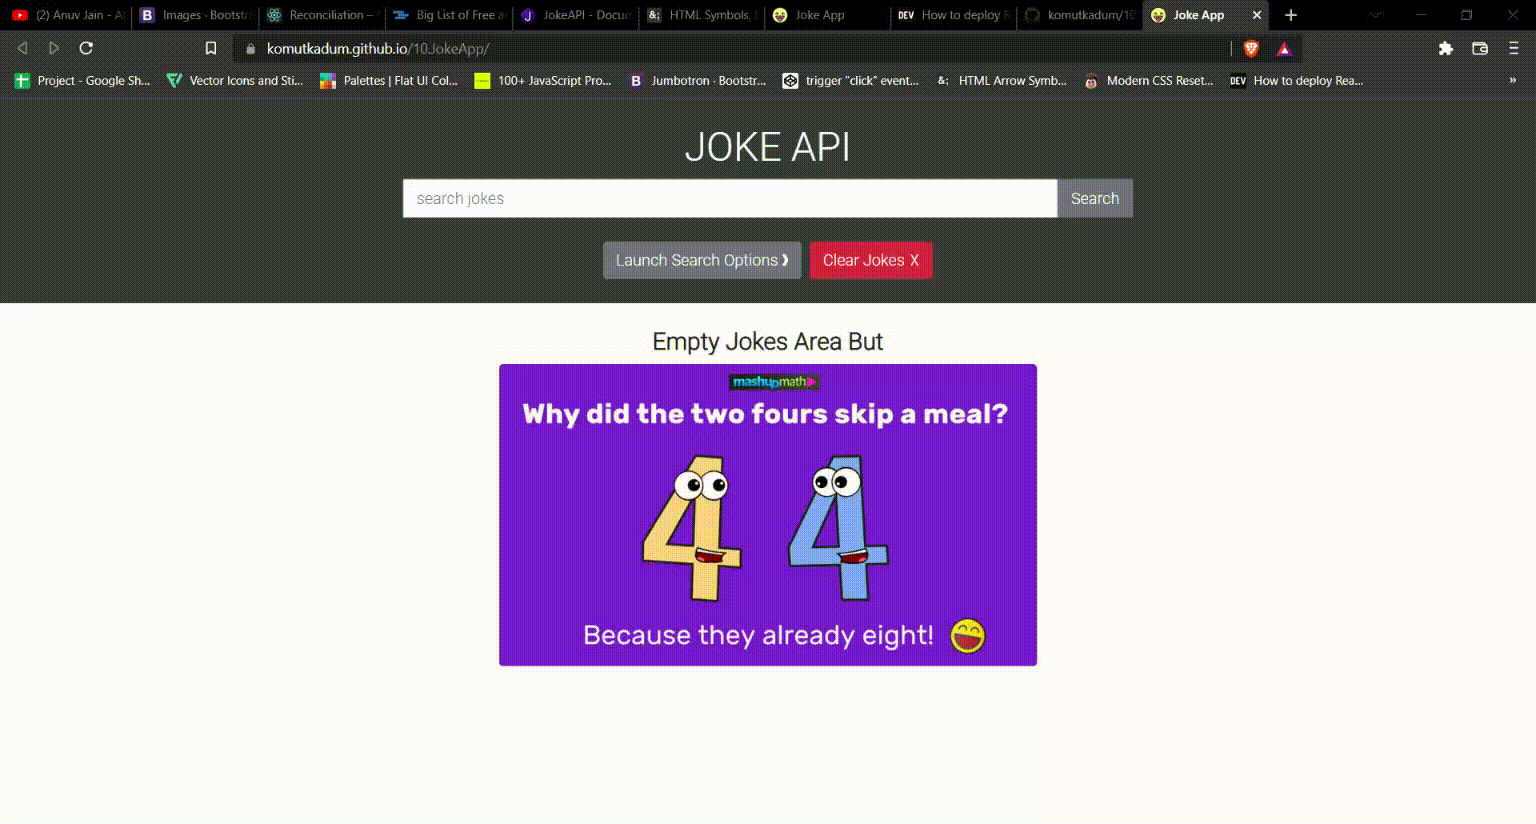 (2) Anuv Jain - A
Images · Bootstr
Reconciliation –
Big List of Free a
JokeAPI - Docu
HTML Symbols,
Joke App
How to deploy R
komutkadum/10
Joke App
komutkadum.github.io/10JokeApp/
Project - Google Sh...
Vector Icons and Sti...
Palettes | Flat UI Col...
100+ JavaScript Pro...
Jumbotron · Bootstr...
trigger "click" event...
HTML Arrow Symb...
Modern CSS Reset...
DEV
How to deploy Rea...
»
JOKE API
search jokes
Search
Launch Search Options ❯
Clear Jokes X
Empty Jokes Area But
mashupmath
Why did the two fours skip a meal?
4 4
Because they already eight!